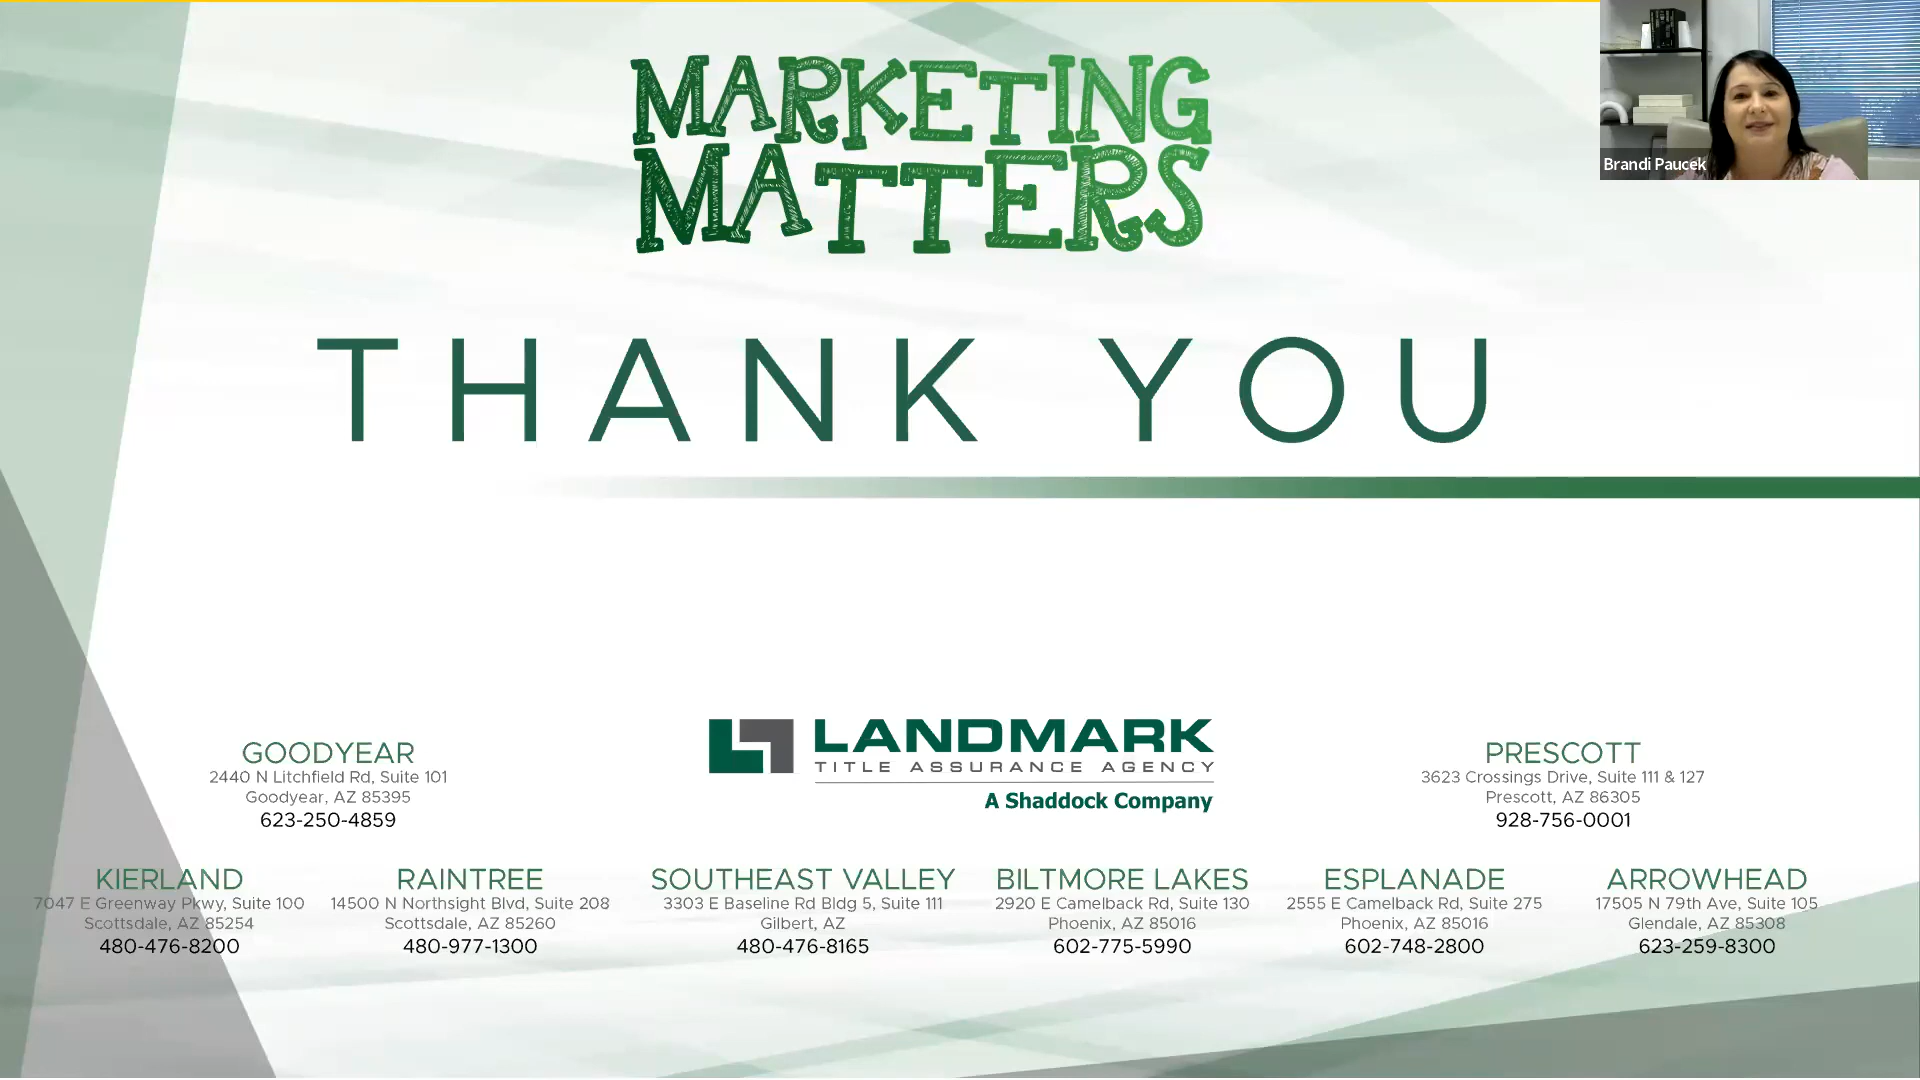 MARKETING
MATTERS
Brandi Paucek
THANK YOU
LANDMARK
TITLE ASSURANCE AGENCY
A Shaddock Company
GOODYEAR
2440 N Litchfield Rd, Suite 101
Goodyear, AZ 85395
623-250-4859
PRESCOTT
3623 Crossings Drive, Suite 111 & 127
Prescott, AZ 86305
928-756-0001
KIERLAND
7047 E Greenway Pkwy, Suite 100
Scottsdale, AZ 85254
480-476-8200
RAINTREE
14500 N Northsight Blvd, Suite 208
Scottsdale, AZ 85260
480-977-1300
SOUTHEAST VALLEY
3303 E Baseline Rd Bldg 5, Suite 111
Gilbert, AZ
480-476-8165
BILTMORE LAKES
2920 E Camelback Rd, Suite 130
Phoenix, AZ 85016
602-775-5990
ESPLANADE
2555 E Camelback Rd, Suite 275
Phoenix, AZ 85016
602-748-2800
ARROWHEAD
17505 N 79th Ave, Suite 105
Glendale, AZ 85308
623-259-8300